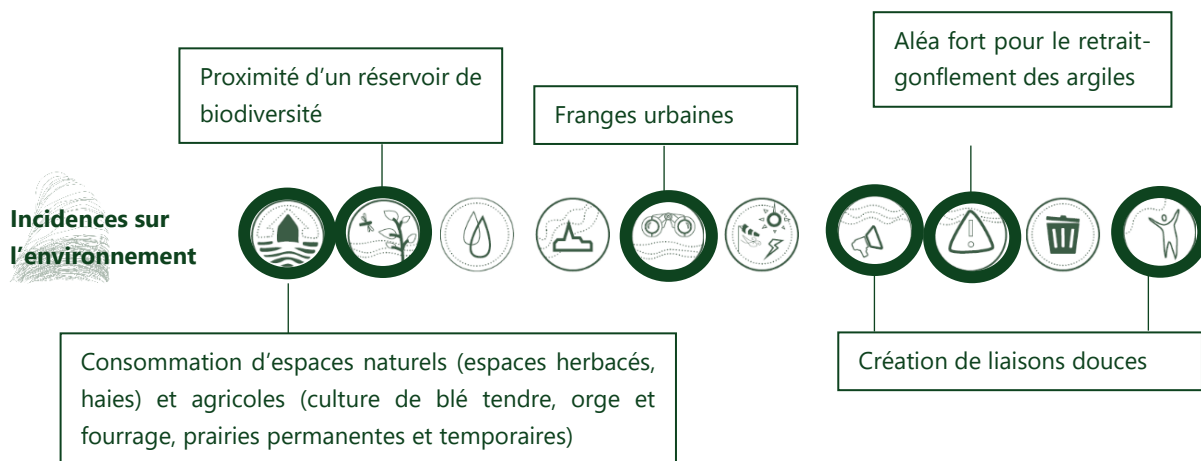 Aléa fort pour le retrait-
gonflement des argiles
Proximité d’un réservoir de
biodiversité
Franges urbaines
Incidences sur
l’environnement
Consommation d’espaces naturels (espaces herbacés,
haies) et agricoles (culture de blé tendre, orge et
fourrage, prairies permanentes et temporaires)
Création de liaisons douces